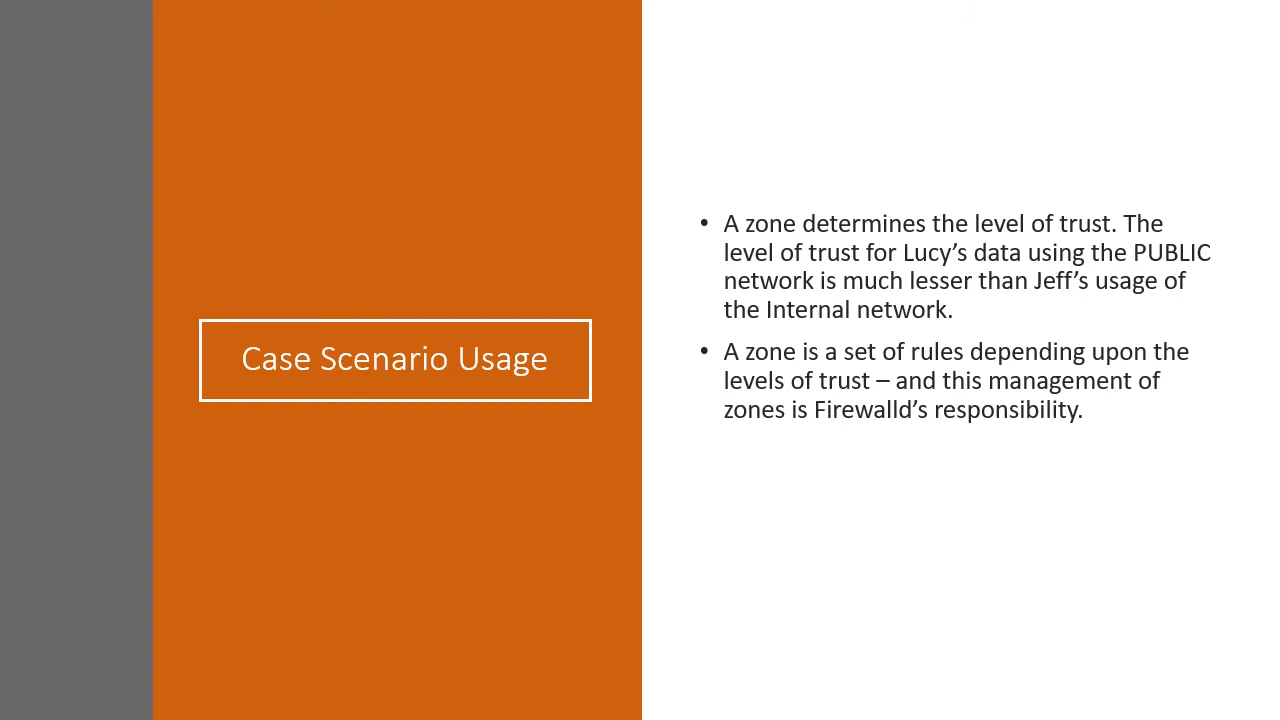 Case Scenario Usage
• A zone determines the level of trust. The
level of trust for Lucy’s data using the PUBLIC
network is much lesser than Jeff’s usage of
the Internal network.
• A zone is a set of rules depending upon the
levels of trust – and this management of
zones is Firewalld’s responsibility.